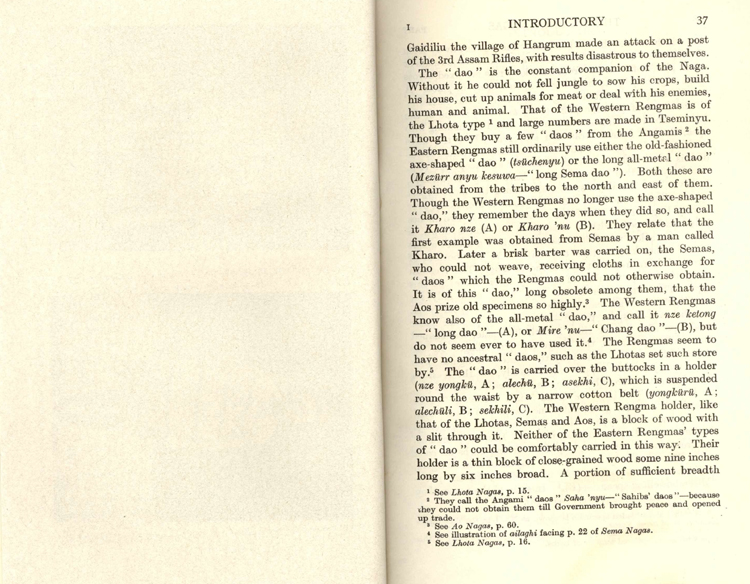 I
INTRODUCTORY 37
Gaidiliu the village of Hangrum made an attack on a post
of the 3rd Assam Rifles, with results disastrous to themselves.
The “ dao ” is the constant companion of the Naga.
Without it he could not fell jungle to sow his crops, build
his house, cut up animals for meat or deal with his enemies,
human and animal. That of the Western Rengmas is of
the Lhota type ¹ and large numbers are made in Tseminyu.
Though they buy a few “ daos ” from the Angamis ² the
Eastern Rengmas still ordinarily use either the old-fashioned
axe-shaped “ dao ” (tsüchenyu) or the long all-metal “ dao ”
(Mezürr anyu kesuwa—“ long Sema dao ”). Both these are
obtained from the tribes to the north and east of them.
Though the Western Rengmas no longer use the axe-shaped
“ dao,” they remember the days when they did so, and call
it Kharo nze (A) or Kharo ’nu (B). They relate that the
first example was obtained from Semas by a man called
Kharo. Later a brisk barter was carried on, the Semas,
who could not weave, receiving cloths in exchange for
“ daos ” which the Rengmas could not otherwise obtain.
It is of this “ dao,” long obsolete among them, that the
Aos prize old specimens so highly.³ The Western Rengmas
know also of the all-metal “ dao,” and call it nze ketong
—“ long dao ”—(A), or Mire ’nu—“ Chang dao ”—(B), but
do not seem ever to have used it.⁴ The Rengmas seem to
have no ancestral “ daos,” such as the Lhotas set such store
by.⁵ The “ dao ” is carried over the buttocks in a holder
(nze yongkü, A ; alechü, B ; asekhi, C), which is suspended
round the waist by a narrow cotton belt (yongkürü, A ;
alechüli, B ; sekhili, C). The Western Rengma holder, like
that of the Lhotas, Semas and Aos, is a block of wood with
a slit through it. Neither of the Eastern Rengmas’ types
of “ dao ” could be comfortably carried in this way. Their
holder is a thin block of close-grained wood some nine inches
long by six inches broad. A portion of sufficient breadth
¹ See Lhota Nagas, p. 15.
² They call the Angami “ daos ” Saha ’nyu—“ Sahibs’ daos ”—because
they could not obtain them till Government brought peace and opened
up trade.
³ See Ao Nagas, p. 60.
⁴ See illustration of ailaghi facing p. 22 of Sema Nagas.
⁵ See Lhota Nagas, p. 16.